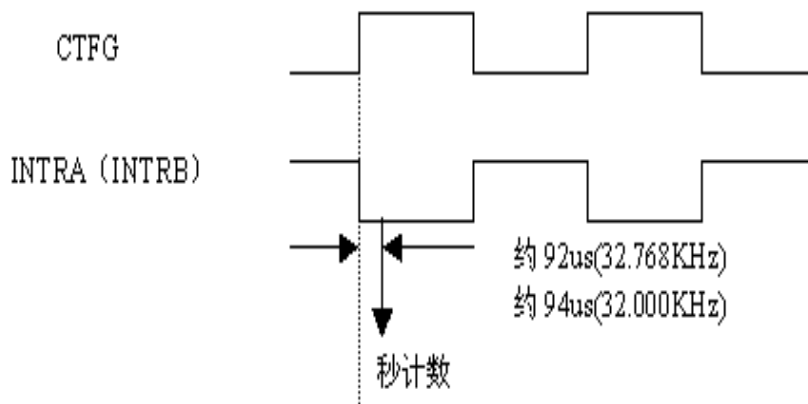 CTFG
INTRA（INTRB）
约 92us(32.768KHz)
约 94us(32.000KHz)
秒计数